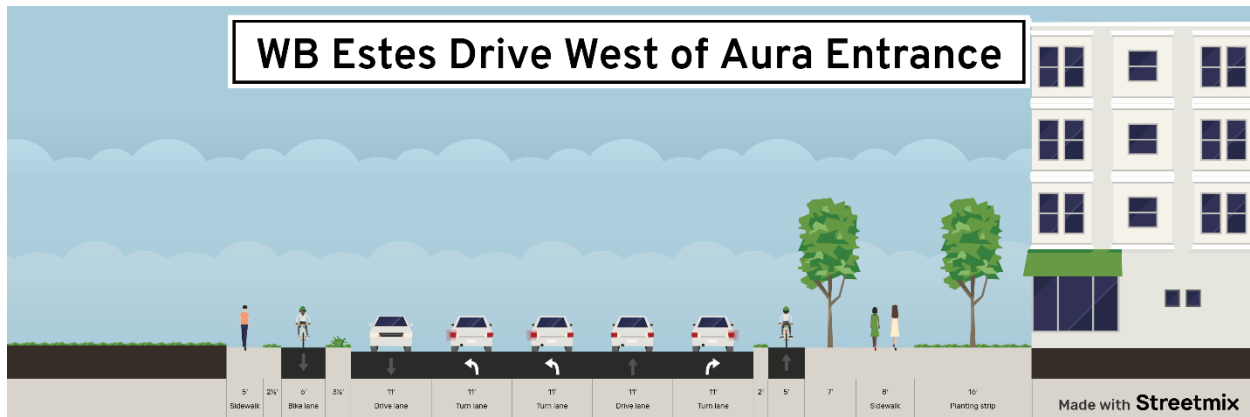 WB Estes Drive West of Aura Entrance
5' 2½' 6' 3½' 11' 11' 11' 11' 11' 2' 5' 7' 8' 16'
Sidewalk Bike lane Drive lane Turn lane Turn lane Drive lane Turn lane Sidewalk Planting strip
Made with Streetmix